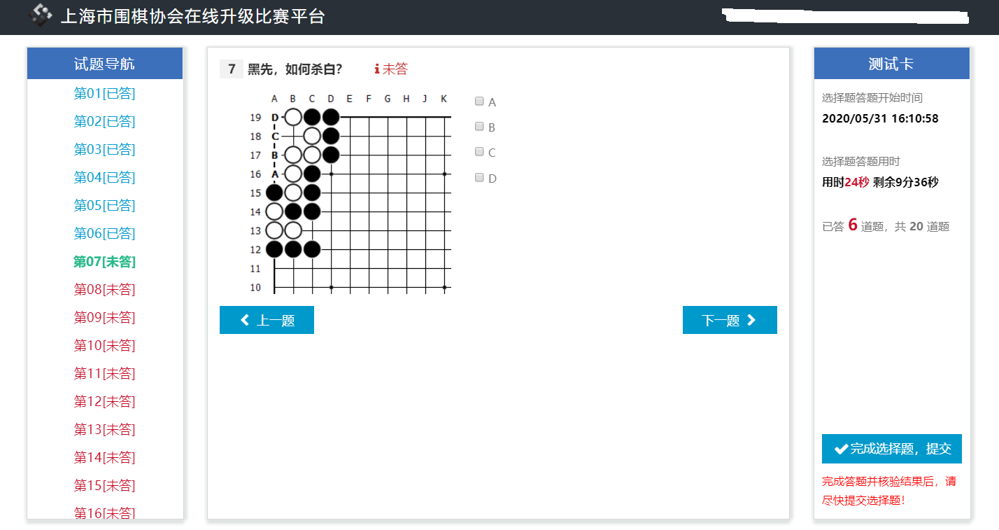 上海市围棋协会在线升级比赛平台
试题导航
第01[已答]
第02[已答]
第03[已答]
第04[已答]
第05[已答]
第06[已答]
第07[未答]
第08[未答]
第09[未答]
第10[未答]
第11[未答]
第12[未答]
第13[未答]
第14[未答]
第15[未答]
第16[未答]
7 黑先，如何杀白？ 未答
A B C D E F G H J K
19 D
18 C
17 B
16 A
15
14
13
12
11
10
A
B
C
D
上一题
下一题
测试卡
选择题答题开始时间
2020/05/31 16:10:58
选择题答题用时
用时24秒 剩余9分36秒
已答 6 道题，共 20 道题
完成选择题，提交
完成答题并核验结果后，请
尽快提交选择题！